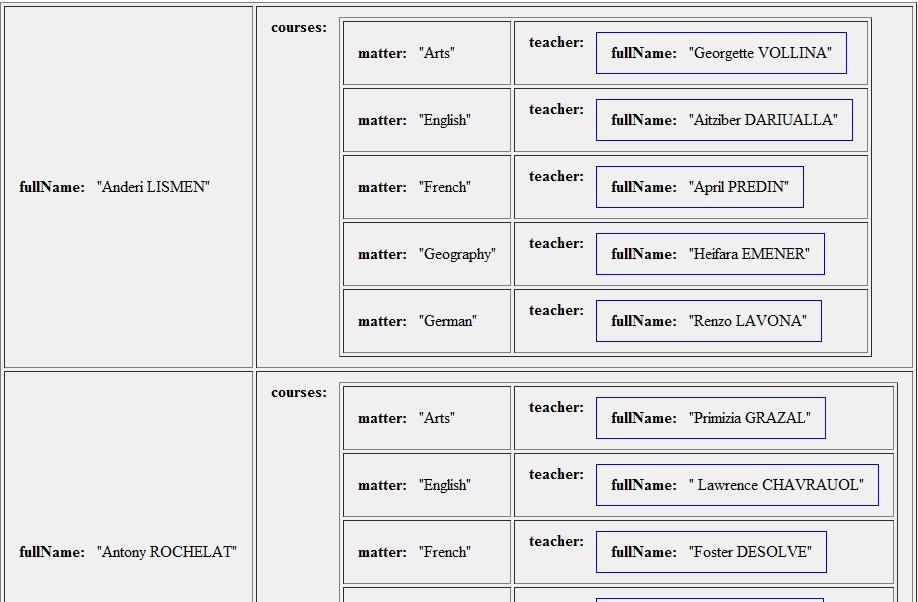 courses:
matter: "Arts" teacher: fullName: "Georgette VOLLINA"
matter: "English" teacher: fullName: "Aitziber DARIUALLA"
fullName: "Anderi LISMEN" matter: "French" teacher: fullName: "April PREDIN"
matter: "Geography" teacher: fullName: "Heifara EMENER"
matter: "German" teacher: fullName: "Renzo LAVONA"
courses:
matter: "Arts" teacher: fullName: "Primizia GRAZAL"
matter: "English" teacher: fullName: " Lawrence CHAVRAUOL"
fullName: "Antony ROCHELAT" matter: "French" teacher: fullName: "Foster DESOLVE"